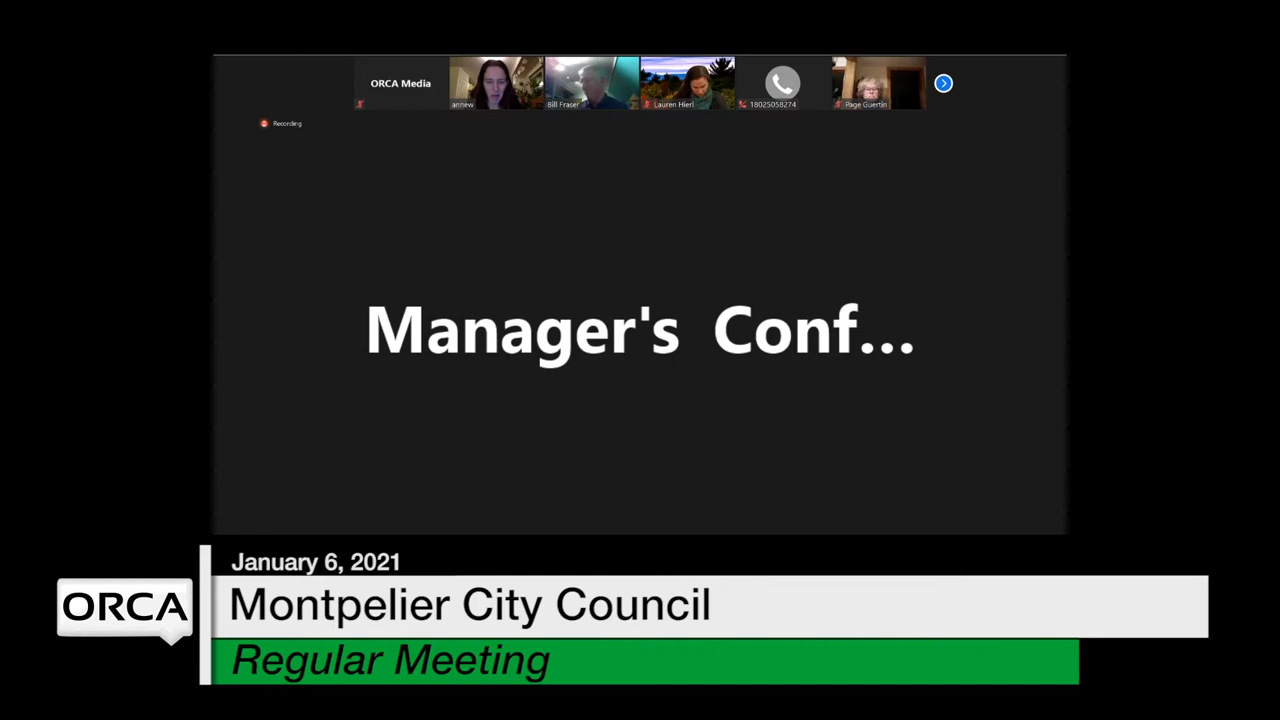 ORCA Media
annew
Bill Fraser
Lauren Hierl
18025058274
Page Guertin
Recording
Manager's Conf...
January 6, 2021
ORCA
Montpelier City Council
Regular Meeting